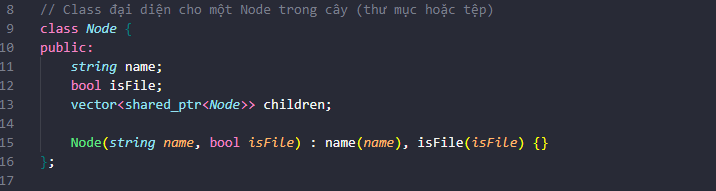 8 // Class đại diện cho một Node trong cây (thư mục hoặc tệp)
9 class Node {
10 public:
11     string name;
12     bool isFile;
13     vector<shared_ptr<Node>> children;
14
15     Node(string name, bool isFile) : name(name), isFile(isFile) {}
16 };
17